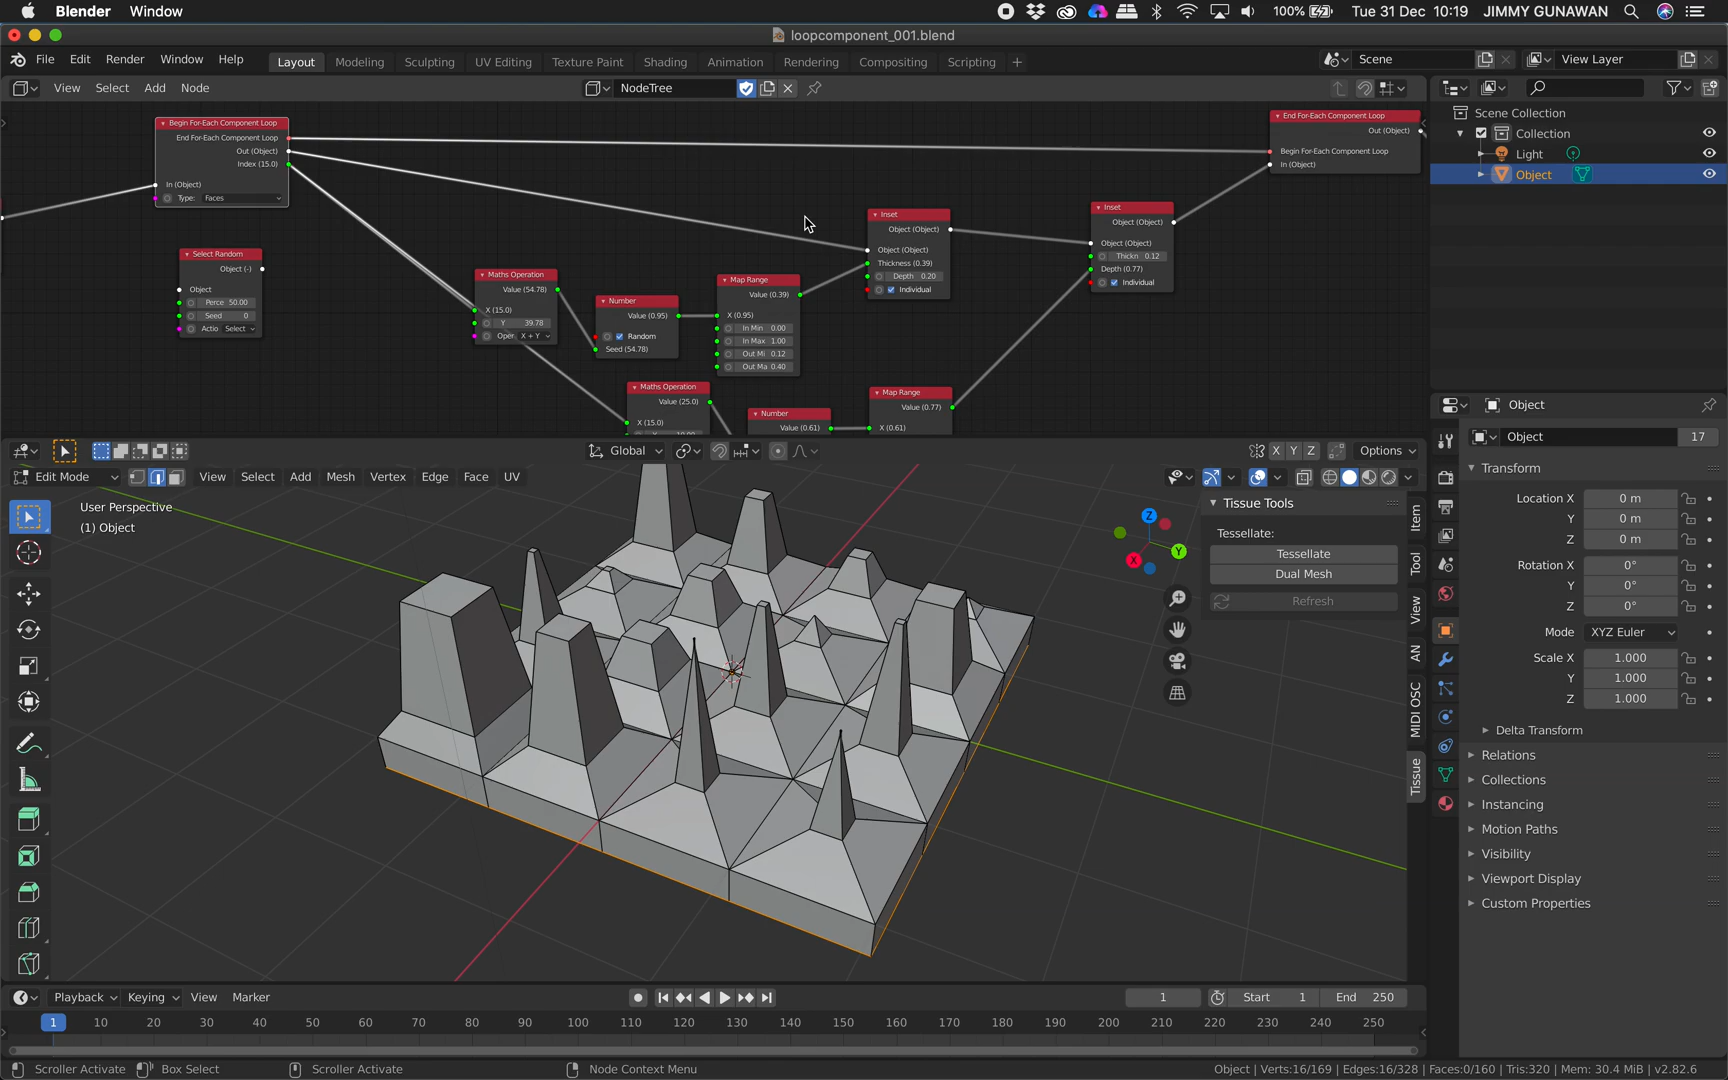 Blender Window 100% Tue 31 Dec 10:19 JIMMY GUNAWAN
loopcomponent_001.blend
File Edit Render Window Help Layout Modeling Sculpting UV Editing Texture Paint Shading Animation Rendering Compositing Scripting + Scene View Layer
View Select Add Node NodeTree
Begin For-Each Component Loop
End For-Each Component Loop
Out (Object)
Index (15.0)
In (Object)
Type: Faces
Select Random
Object (-)
Object
Perce 50.00
Seed 0
Actio Select
Maths Operation
Value (54.78)
X (15.0)
Y 39.78
Oper X + Y
Number
Value (0.95)
Random
Seed (54.78)
Map Range
Value (0.39)
X (0.95)
In Min 0.00
In Max 1.00
Out Mi 0.12
Out Ma 0.40
Inset
Object (Object)
Object (Object)
Thickness (0.39)
Depth 0.20
Individual
Inset
Object (Object)
Object (Object)
Thickn 0.12
Depth (0.77)
Individual
End For-Each Component Loop
Out (Object)
Begin For-Each Component Loop
In (Object)
Maths Operation
Value (25.0)
X (15.0)
Number
Value (0.61)
Map Range
Value (0.77)
X (0.61)
Scene Collection
Collection
Light
Object
Object
Object 17
Transform
Location X 0 m
Y 0 m
Z 0 m
Rotation X 0°
Y 0°
Z 0°
Mode XYZ Euler
Scale X 1.000
Y 1.000
Z 1.000
Delta Transform
Relations
Collections
Instancing
Motion Paths
Visibility
Viewport Display
Custom Properties
Global X Y Z Options
Edit Mode View Select Add Mesh Vertex Edge Face UV
User Perspective
(1) Object
Z
Y
X
Tissue Tools
Tessellate:
Tessellate
Dual Mesh
Refresh
Item
Tool
View
AN
MIDI OSC
Tissue
Playback Keying View Marker 1 Start 1 End 250
1 10 20 30 40 50 60 70 80 90 100 110 120 130 140 150 160 170 180 190 200 210 220 230 240 250
Scroller Activate Box Select Scroller Activate Node Context Menu Object | Verts:16/169 | Edges:16/328 | Faces:0/160 | Tris:320 | Mem: 30.4 MiB | v2.82.6